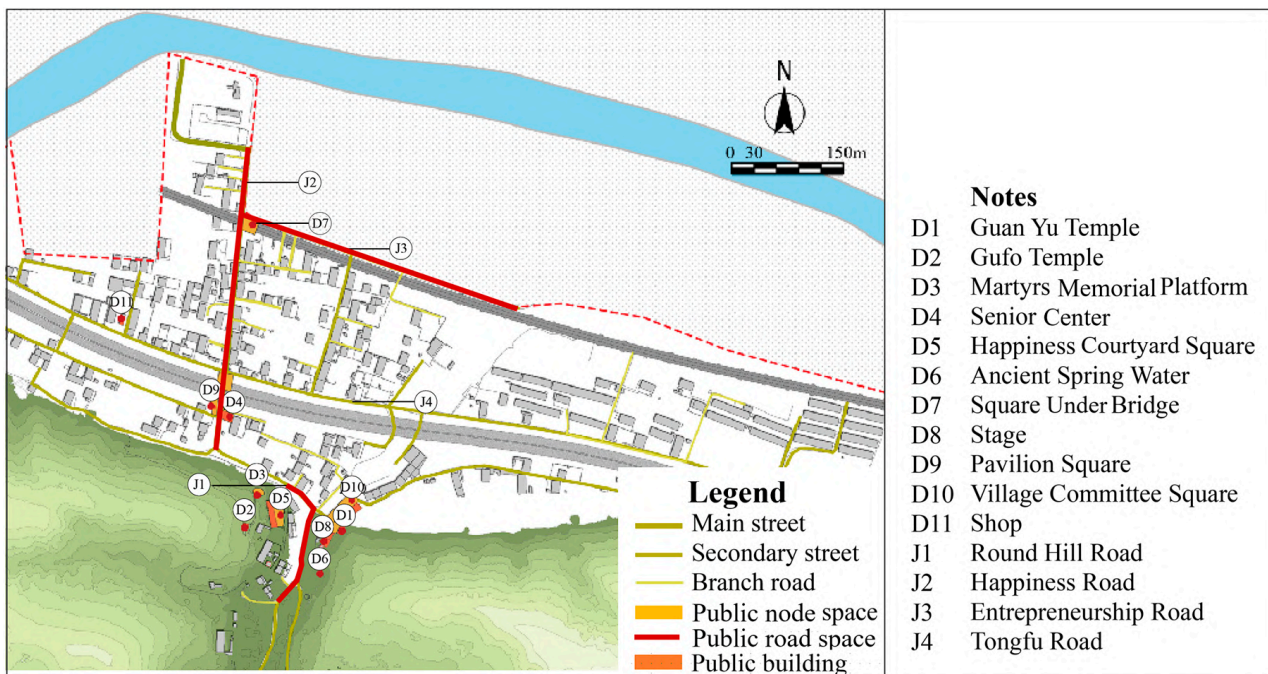 N
0 30 150m
J2
D7
J3
D11
D9
D4
J4
J1
D3
D5
D10
D2
D8
D1
D6
Legend
Main street
Secondary street
Branch road
Public node space
Public road space
Public building
Notes
D1 Guan Yu Temple
D2 Gufo Temple
D3 Martyrs Memorial Platform
D4 Senior Center
D5 Happiness Courtyard Square
D6 Ancient Spring Water
D7 Square Under Bridge
D8 Stage
D9 Pavilion Square
D10 Village Committee Square
D11 Shop
J1 Round Hill Road
J2 Happiness Road
J3 Entrepreneurship Road
J4 Tongfu Road